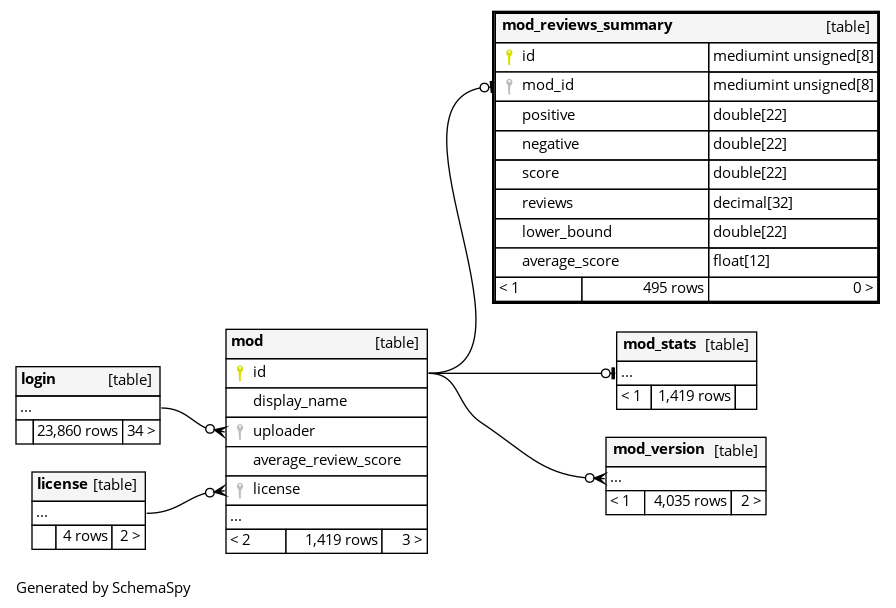 mod_reviews_summary [table]
id mediumint unsigned[8]
mod_id mediumint unsigned[8]
positive double[22]
negative double[22]
score double[22]
reviews decimal[32]
lower_bound double[22]
average_score float[12]
< 1 495 rows 0 >
mod [table]
id
display_name
uploader
average_review_score
license
...
< 2 1,419 rows 3 >
mod_stats [table]
...
< 1 1,419 rows
login [table]
...
23,860 rows 34 >
mod_version [table]
...
< 1 4,035 rows 2 >
license [table]
...
4 rows 2 >
Generated by SchemaSpy